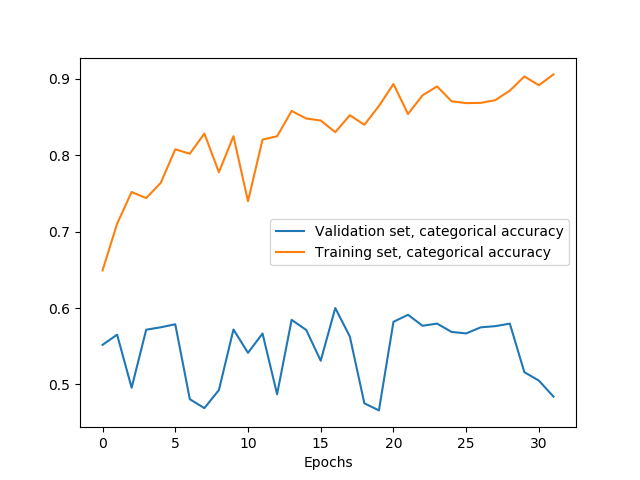 0.9
0.8
0.7
0.6
0.5
Validation set, categorical accuracy
Training set, categorical accuracy
0 5 10 15 20 25 30
Epochs